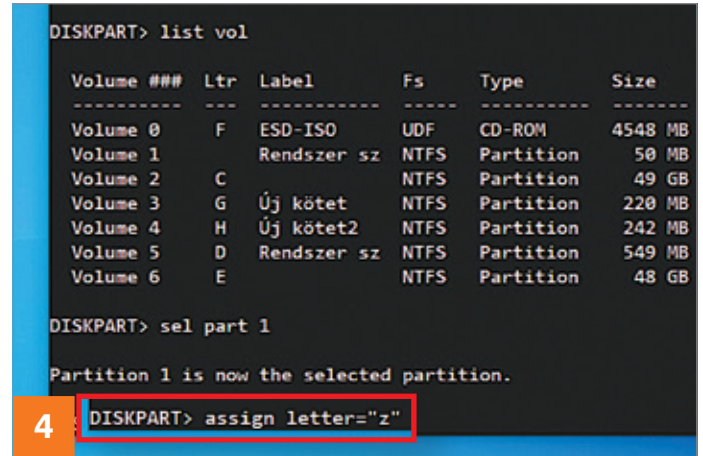 DISKPART> list vol
Volume ### Ltr Label Fs Type Size
---------- --- ----------- ----- ---------- -------
Volume 0 F ESD-ISO UDF CD-ROM 4548 MB
Volume 1 Rendszer sz NTFS Partition 50 MB
Volume 2 C NTFS Partition 49 GB
Volume 3 G Új kötet NTFS Partition 220 MB
Volume 4 H Új kötet2 NTFS Partition 242 MB
Volume 5 D Rendszer sz NTFS Partition 549 MB
Volume 6 E NTFS Partition 48 GB
DISKPART> sel part 1
Partition 1 is now the selected partition.
4 DISKPART> assign letter="z"